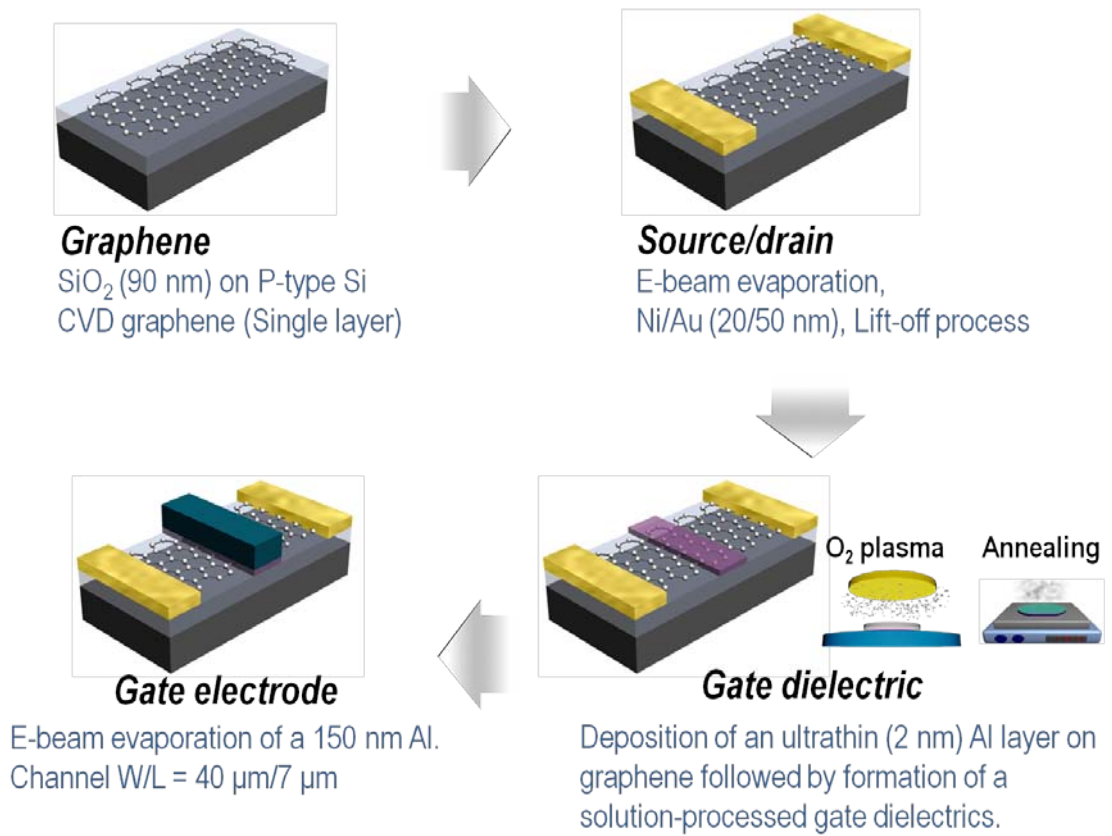 Graphene
SiO₂ (90 nm) on P-type Si
CVD graphene (Single layer)
Source/drain
E-beam evaporation,
Ni/Au (20/50 nm), Lift-off process
O₂ plasma
Annealing
Gate dielectric
Deposition of an ultrathin (2 nm) Al layer on
graphene followed by formation of a
solution-processed gate dielectrics.
Gate electrode
E-beam evaporation of a 150 nm Al.
Channel W/L = 40 μm/7 μm